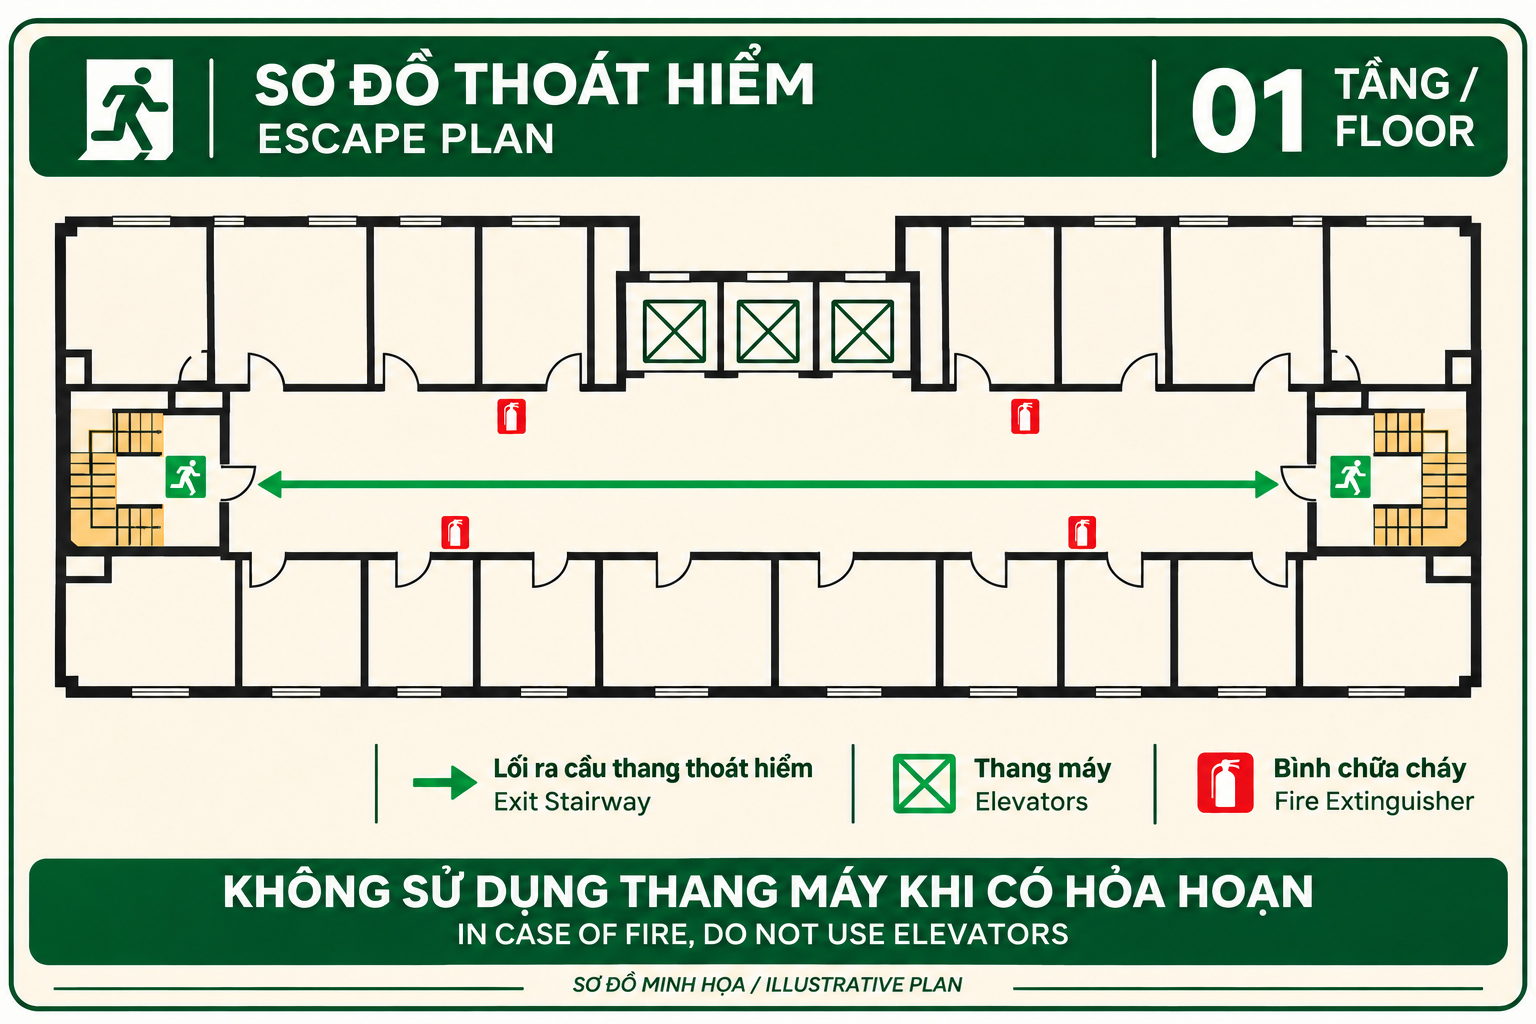 SƠ ĐỒ THOÁT HIỂM
ESCAPE PLAN
01
TẦNG /
FLOOR
Lối ra cầu thang thoát hiểm
Exit Stairway
Thang máy
Elevators
Bình chữa cháy
Fire Extinguisher
KHÔNG SỬ DỤNG THANG MÁY KHI CÓ HỎA HOẠN
IN CASE OF FIRE, DO NOT USE ELEVATORS
SƠ ĐỒ MINH HỌA / ILLUSTRATIVE PLAN